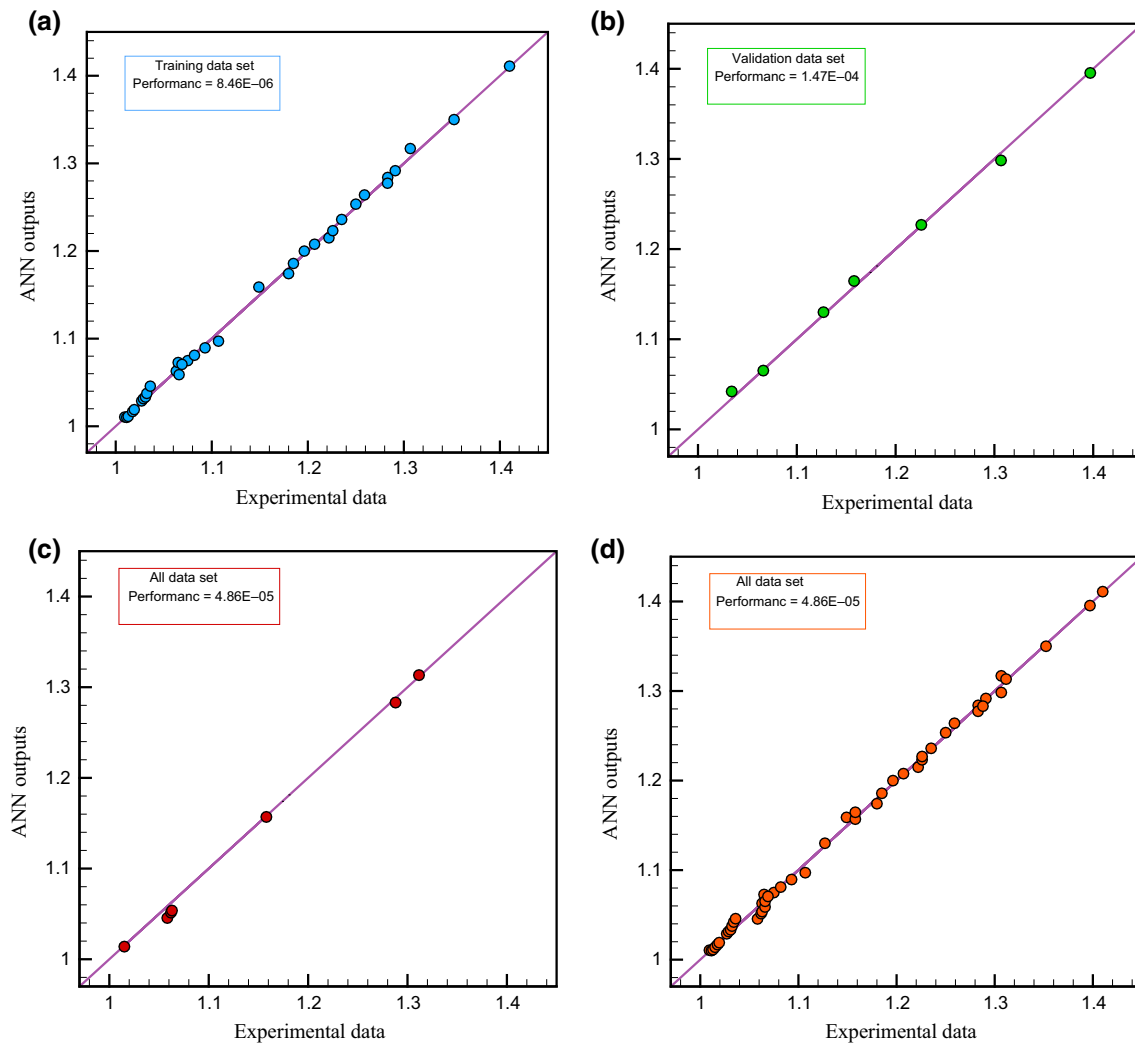 (a)
Training data set
Performanc = 8.46E–06
1.4
1.3
1.2
1.1
1
ANN outputs
1 1.1 1.2 1.3 1.4
Experimental data
(b)
Validation data set
Performanc = 1.47E–04
1.4
1.3
1.2
1.1
1
ANN outputs
1 1.1 1.2 1.3 1.4
Experimental data
(c)
All data set
Performanc = 4.86E–05
1.4
1.3
1.2
1.1
1
ANN outputs
1 1.1 1.2 1.3 1.4
Experimental data
(d)
All data set
Performanc = 4.86E–05
1.4
1.3
1.2
1.1
1
ANN outputs
1 1.1 1.2 1.3 1.4
Experimental data